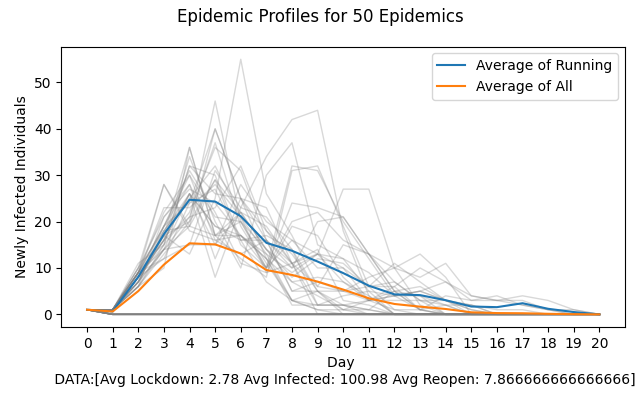 Epidemic Profiles for 50 Epidemics
Average of Running
Average of All
Newly Infected Individuals
50
40
30
20
10
0
0 1 2 3 4 5 6 7 8 9 10 11 12 13 14 15 16 17 18 19 20
Day
DATA:[Avg Lockdown: 2.78 Avg Infected: 100.98 Avg Reopen: 7.866666666666666]